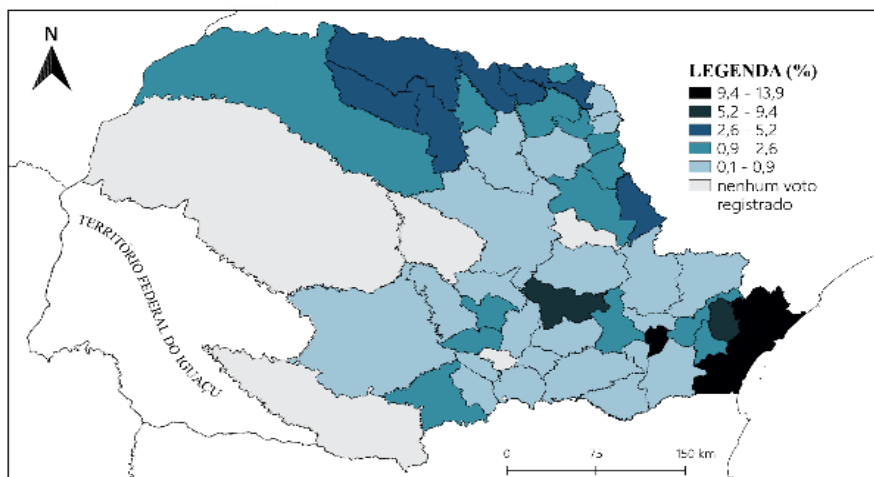 N
LEGENDA (%)
9,4 - 13,9
5,2 - 9,4
2,6 - 5,2
0,9 - 2,6
0,1 - 0,9
nenhum voto
registrado
TERRITÓRIO FEDERAL DO IGUAÇU
0 75 150 km